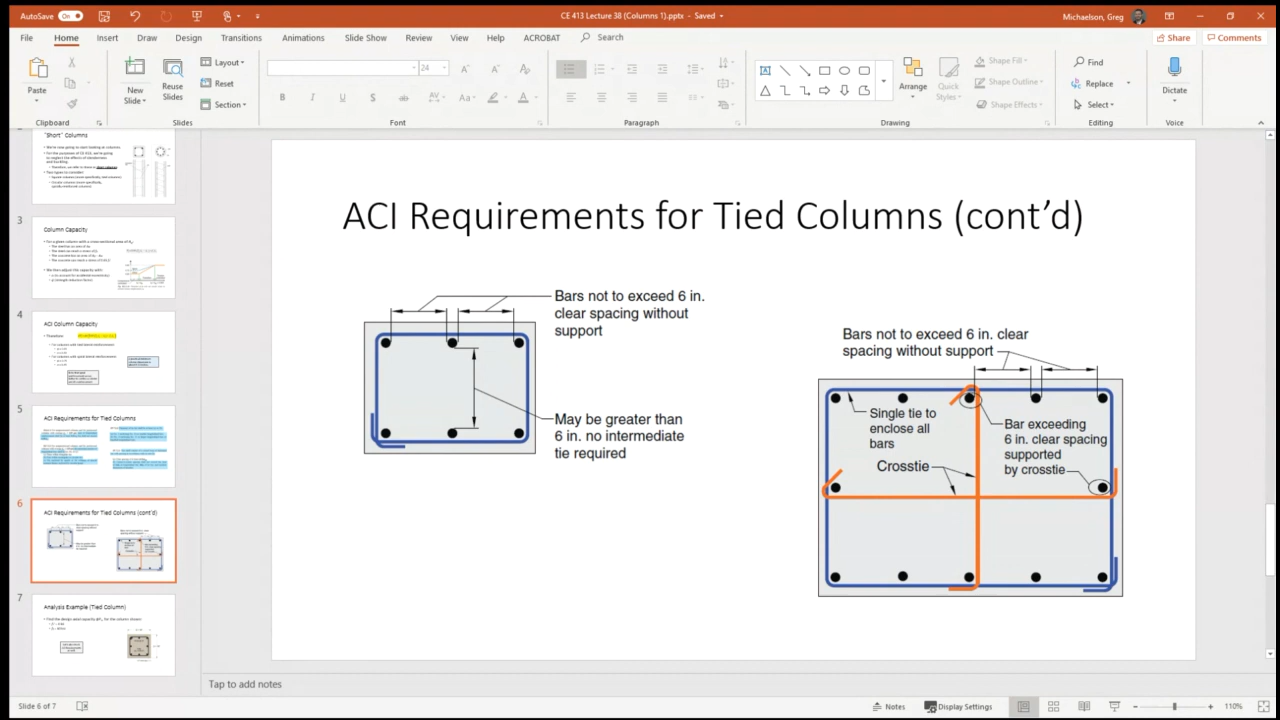 AutoSave On
CE 413 Lecture 38 (Columns 1).pptx - Saved
Michaelson, Greg
File Home Insert Draw Design Transitions Animations Slide Show Review View Help ACROBAT Search
Share Comments
Paste
New Slide
Reuse Slides
Layout
Reset
Section
24
Arrange
Quick Styles
Shape Fill
Shape Outline
Shape Effects
Find
Replace
Select
Dictate
Clipboard Slides Font Paragraph Drawing Editing Voice
"Short" Columns
3
Column Capacity
4
ACI Column Capacity
5
ACI Requirements for Tied Columns
6
ACI Requirements for Tied Columns (cont'd)
7
Analysis Example (Tied Column)
ACI Requirements for Tied Columns (cont'd)
Bars not to exceed 6 in.
clear spacing without
support
May be greater than
6 in. no intermediate
tie required
Bars not to exceed 6 in. clear
spacing without support
Single tie to
enclose all
bars
Crosstie
Bar exceeding
6 in. clear spacing
supported
by crosstie
Tap to add notes
Slide 6 of 7
Notes
Display Settings
110%